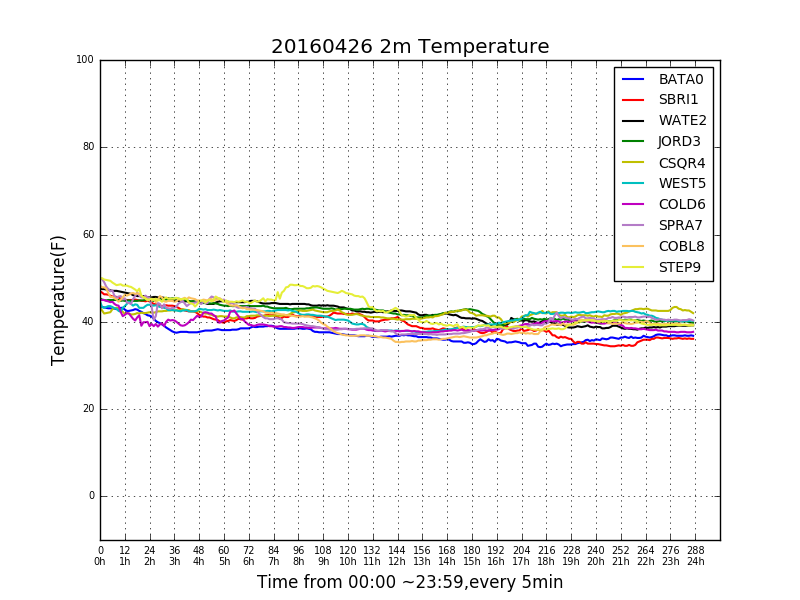 20160426 2m Temperature
100
80
60
40
20
0
Temperature(F)
BATA0
SBRI1
WATE2
JORD3
CSQR4
WEST5
COLD6
SPRA7
COBL8
STEP9
0 12 24 36 48 60 72 84 96 108 120 132 144 156 168 180 192 204 216 228 240 252 264 276 288
0h 1h 2h 3h 4h 5h 6h 7h 8h 9h 10h 11h 12h 13h 14h 15h 16h 17h 18h 19h 20h 21h 22h 23h 24h
Time from 00:00 ~23:59,every 5min